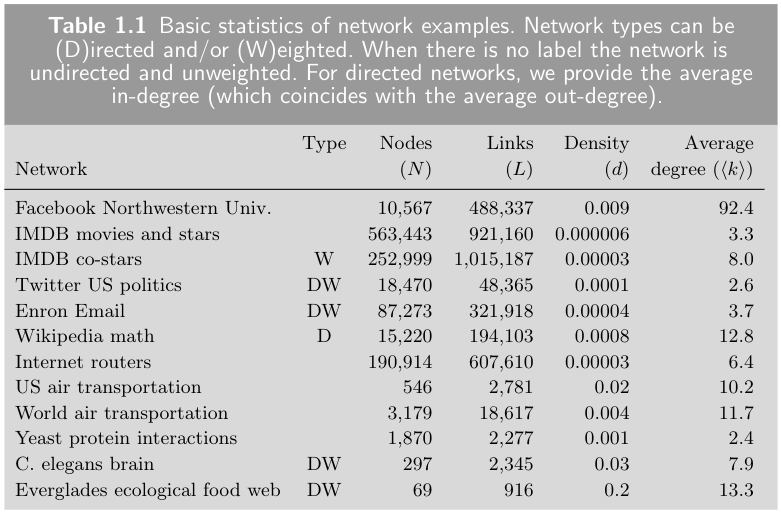 Table 1.1 Basic statistics of network examples. Network types can be
(D)irected and/or (W)eighted. When there is no label the network is
undirected and unweighted. For directed networks, we provide the average
in-degree (which coincides with the average out-degree).
Type Nodes Links Density Average
Network (N) (L) (d) degree (⟨k⟩)
Facebook Northwestern Univ. 10,567 488,337 0.009 92.4
IMDB movies and stars 563,443 921,160 0.000006 3.3
IMDB co-stars W 252,999 1,015,187 0.00003 8.0
Twitter US politics DW 18,470 48,365 0.0001 2.6
Enron Email DW 87,273 321,918 0.00004 3.7
Wikipedia math D 15,220 194,103 0.0008 12.8
Internet routers 190,914 607,610 0.00003 6.4
US air transportation 546 2,781 0.02 10.2
World air transportation 3,179 18,617 0.004 11.7
Yeast protein interactions 1,870 2,277 0.001 2.4
C. elegans brain DW 297 2,345 0.03 7.9
Everglades ecological food web DW 69 916 0.2 13.3